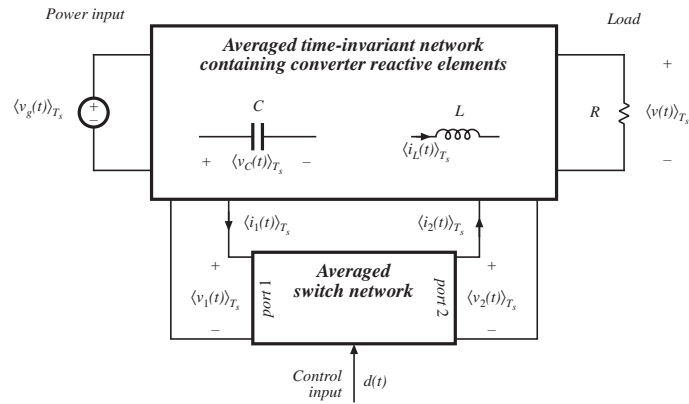 Power input
Load
Averaged time-invariant network
containing converter reactive elements
C
L
⟨v_g(t)⟩_{T_s}
+
–
+ ⟨v_C(t)⟩_{T_s} –
⟨i_L(t)⟩_{T_s}
R
+
⟨v(t)⟩_{T_s}
–
⟨i_1(t)⟩_{T_s}
⟨i_2(t)⟩_{T_s}
+
⟨v_1(t)⟩_{T_s}
–
port 1
Averaged
switch network
port 2
+
⟨v_2(t)⟩_{T_s}
–
Control
input
d(t)